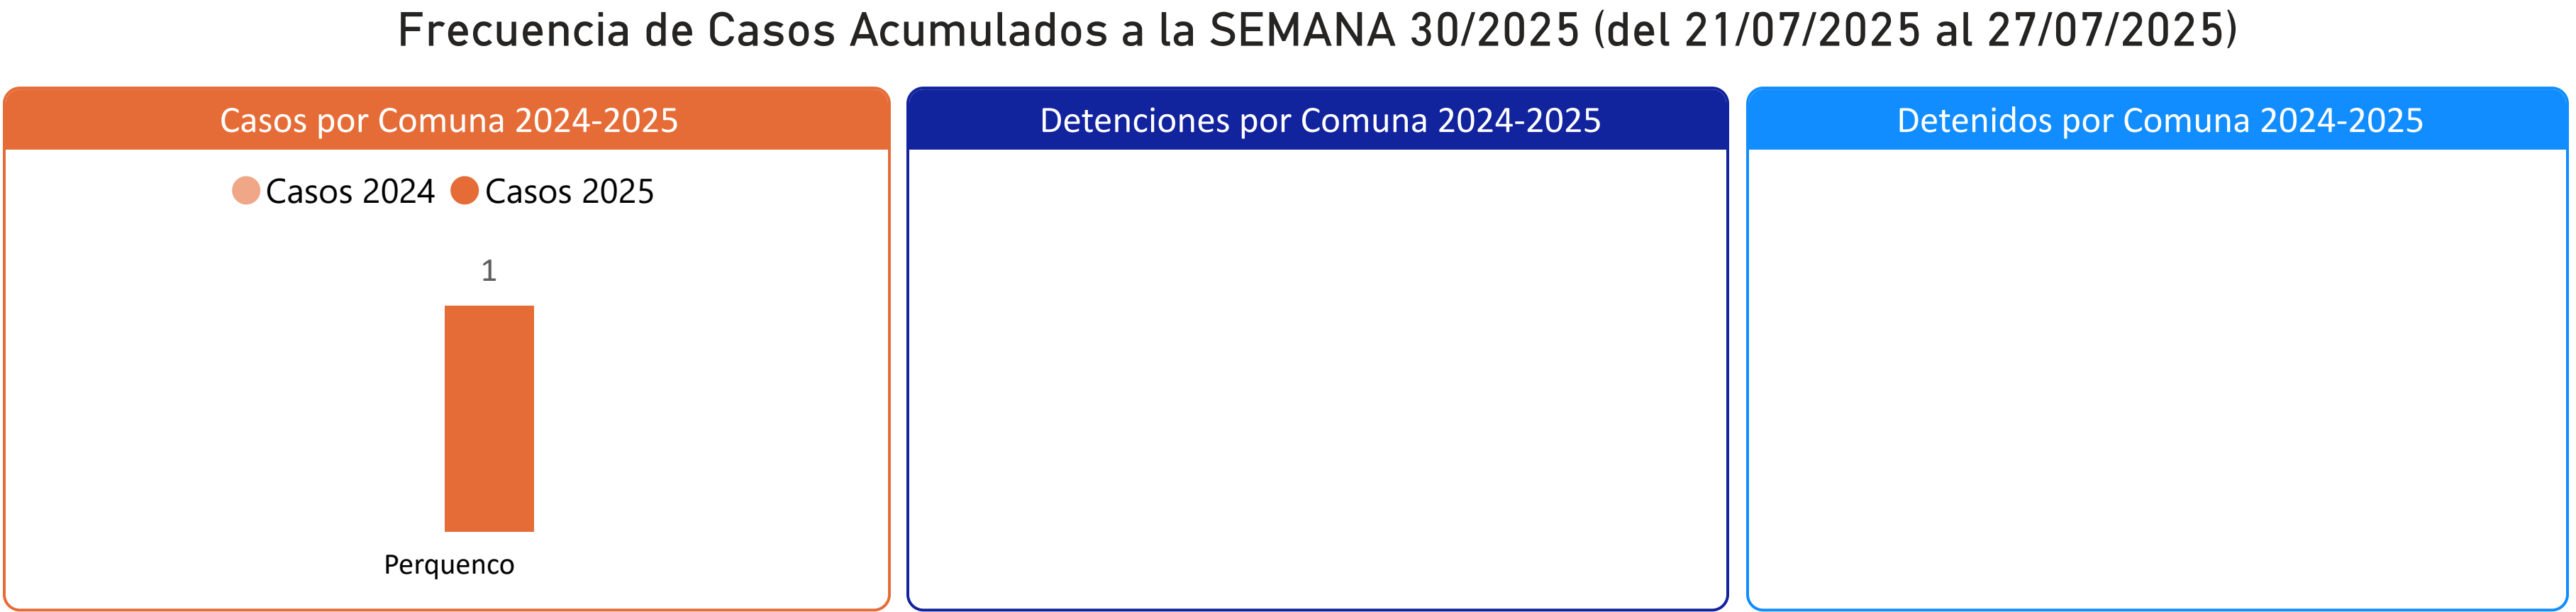 Frecuencia de Casos Acumulados a la SEMANA 30/2025 (del 21/07/2025 al 27/07/2025)
Casos por Comuna 2024-2025
Casos 2024 Casos 2025
1
Perquenco
Detenciones por Comuna 2024-2025
Detenidos por Comuna 2024-2025